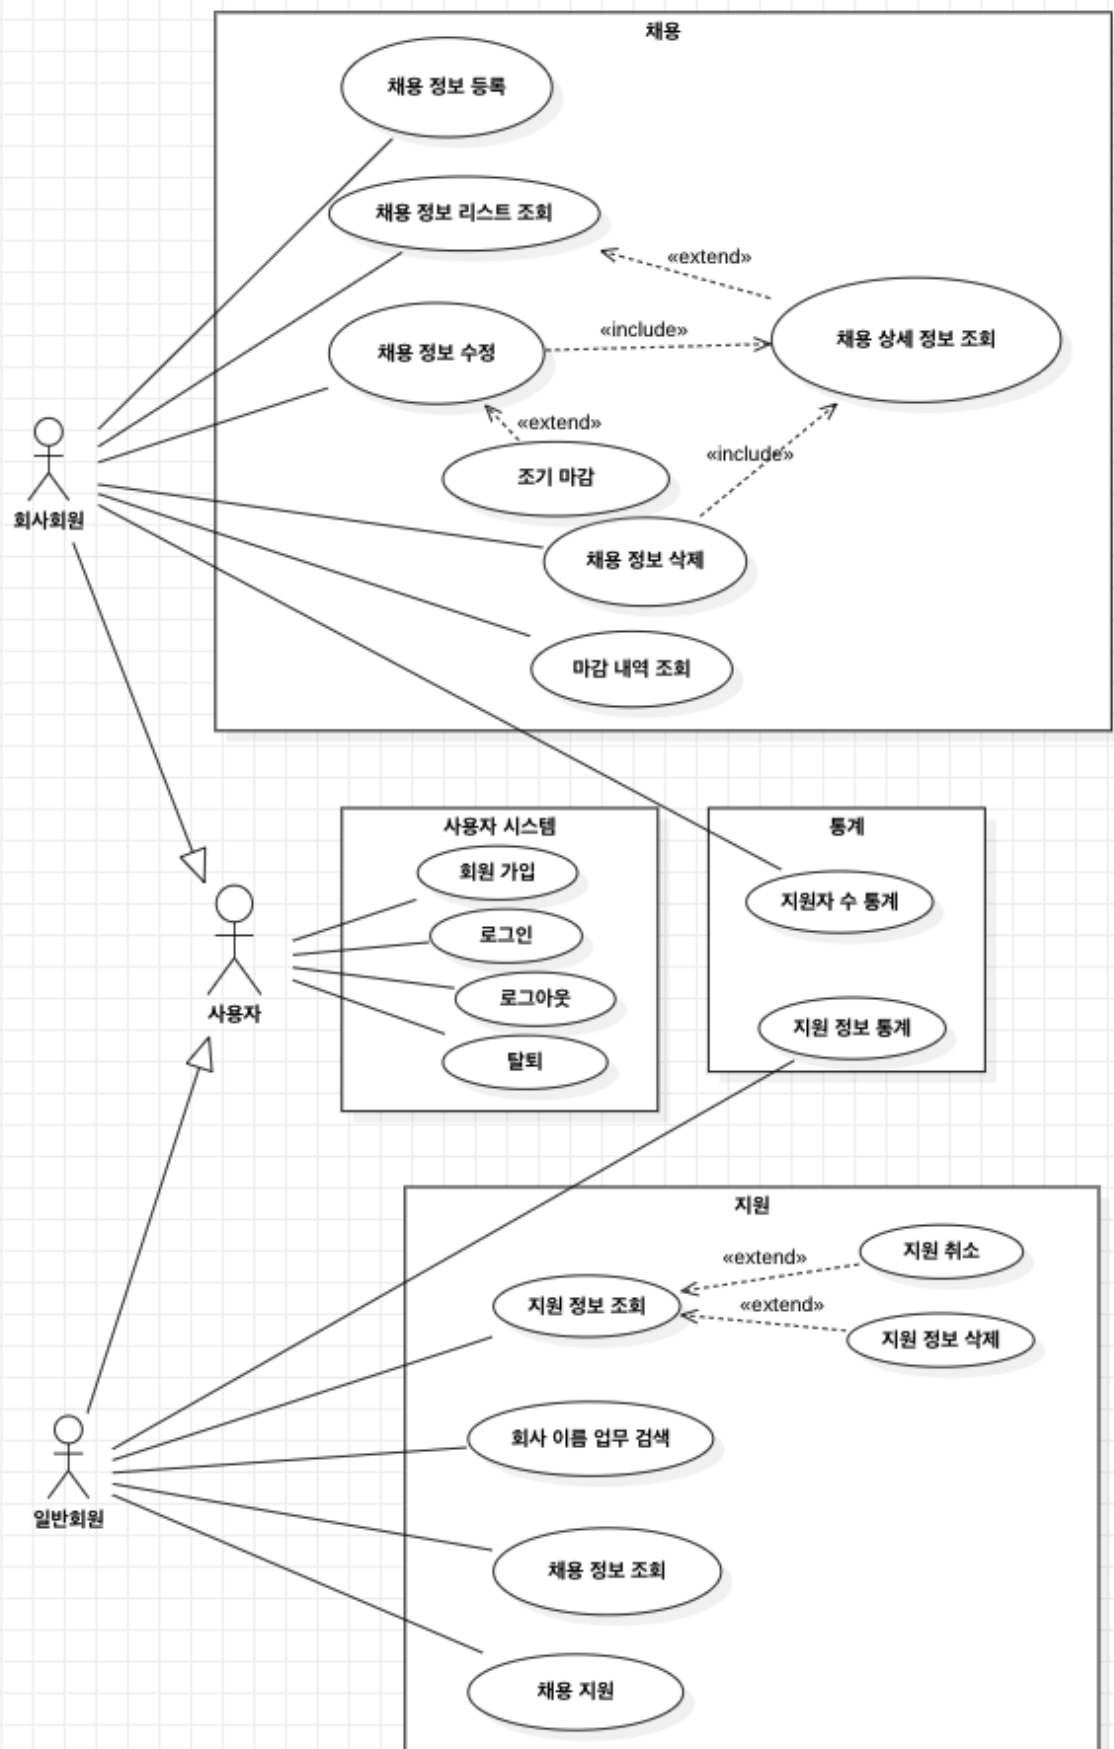 채용
채용 정보 등록
채용 정보 리스트 조회
«extend»
채용 정보 수정
«include»
채용 상세 정보 조회
«extend»
조기 마감
«include»
회사회원
채용 정보 삭제
마감 내역 조회
사용자 시스템
회원 가입
로그인
로그아웃
탈퇴
통계
지원자 수 통계
지원 정보 통계
사용자
지원
지원 정보 조회
«extend»
지원 취소
«extend»
지원 정보 삭제
회사 이름 업무 검색
일반회원
채용 정보 조회
채용 지원